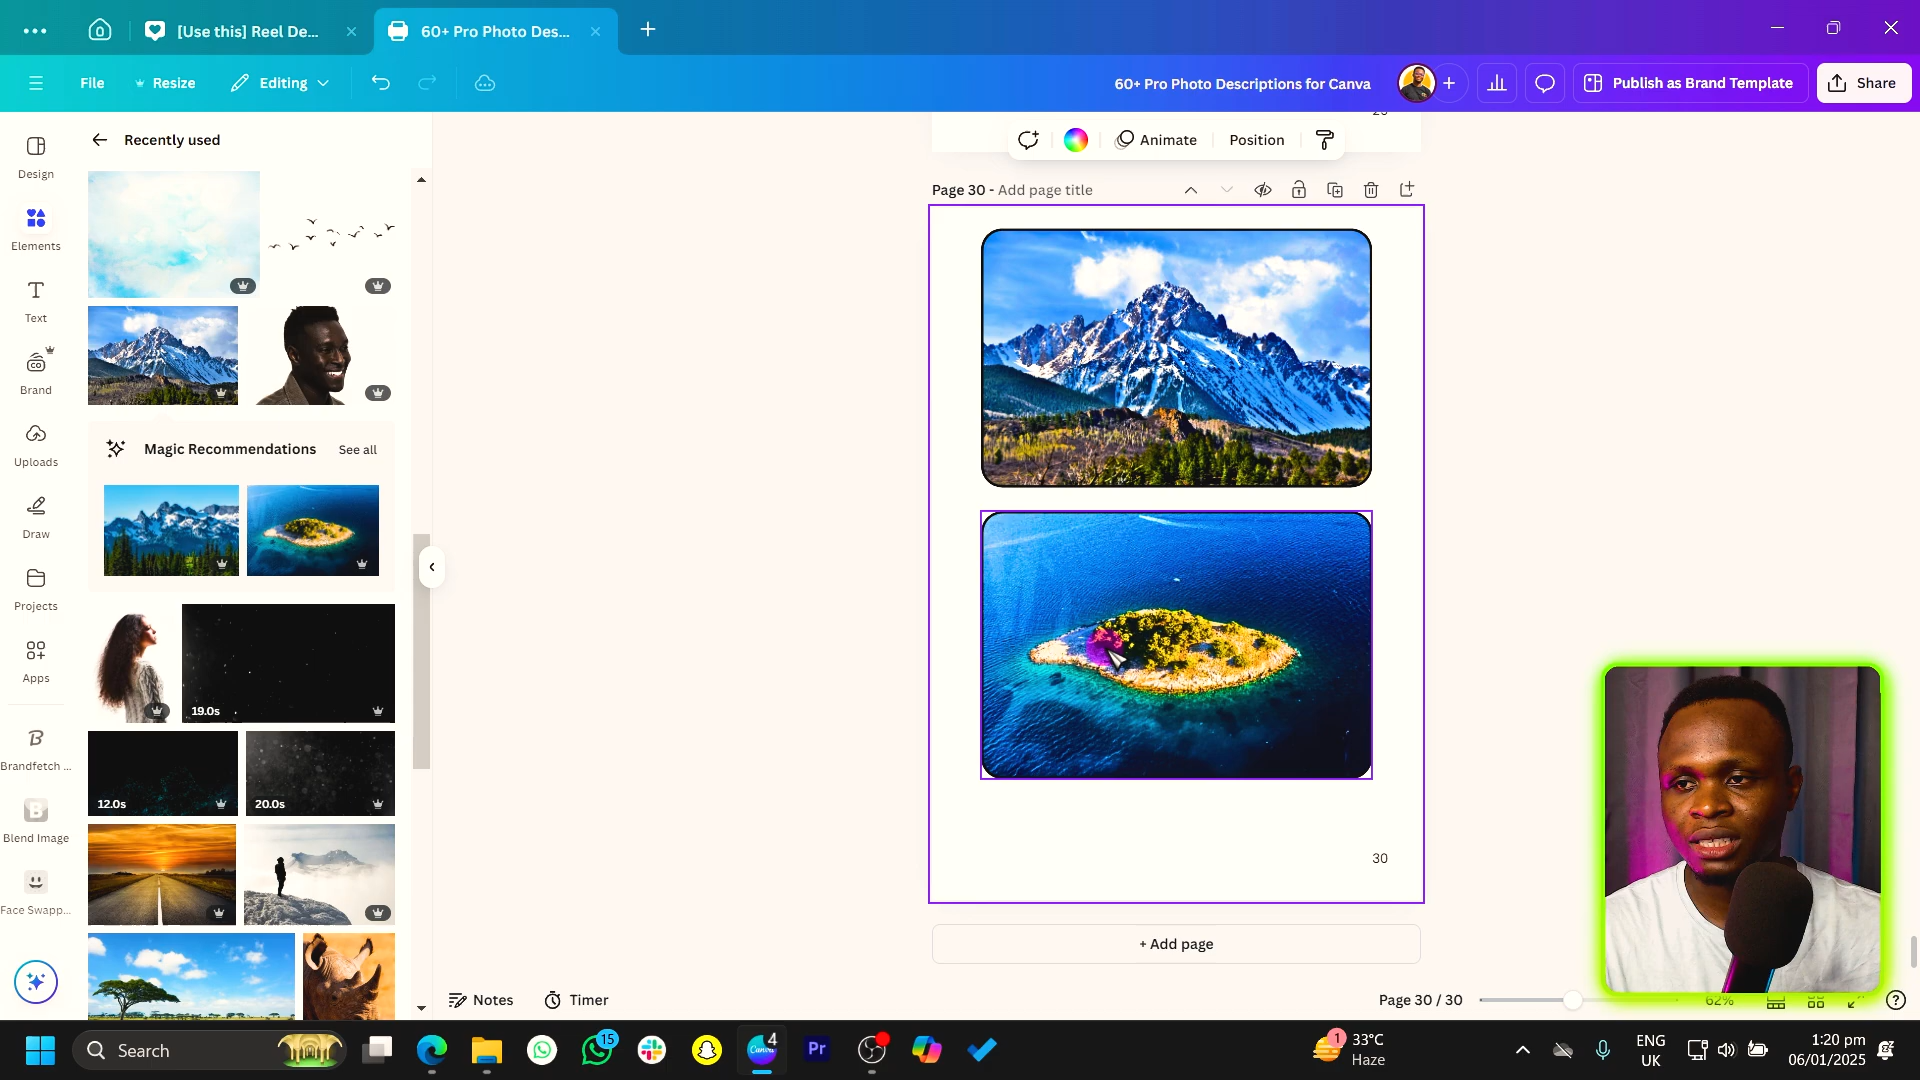 [Use this] Reel De...
60+ Pro Photo Des...
File
Resize
Editing
60+ Pro Photo Descriptions for Canva
Publish as Brand Template
Share
Design
Elements
Text
Brand
Uploads
Draw
Projects
Apps
Brandfetch ...
Blend Image
Face Swapp...
Recently used
Magic Recommendations
See all
19.0s
12.0s
20.0s
Animate
Position
Page 30 - Add page title
30
+ Add page
Notes
Timer
Page 30 / 30
62%
Search
15
4
Pr
1
33°C
Haze
ENG
UK
1:20 pm
06/01/2025